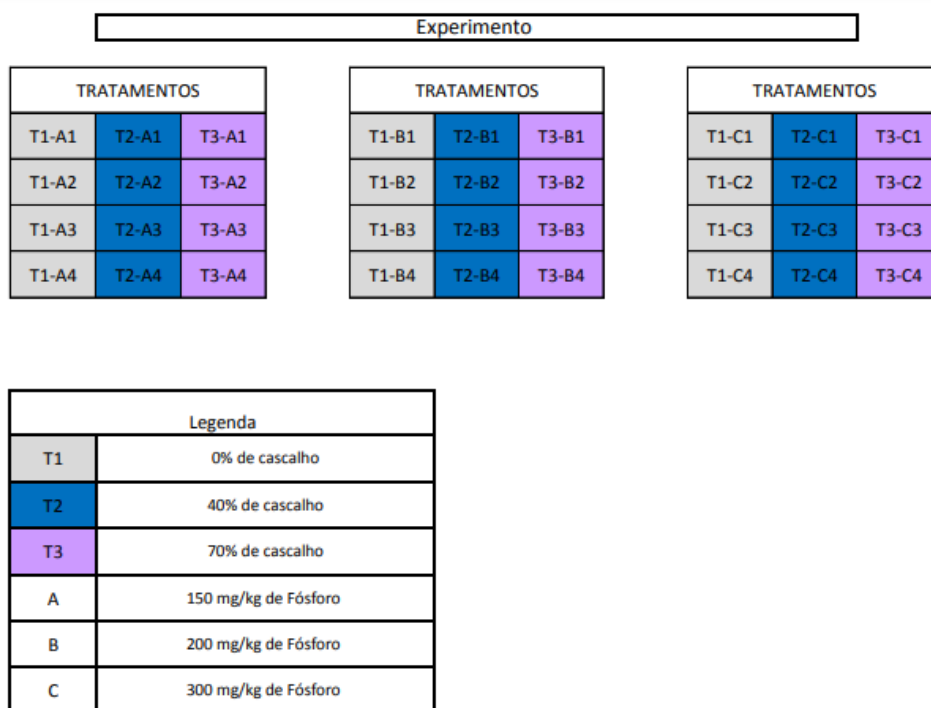 Experimento
TRATAMENTOS TRATAMENTOS TRATAMENTOS
T1-A1 T2-A1 T3-A1 T1-B1 T2-B1 T3-B1 T1-C1 T2-C1 T3-C1
T1-A2 T2-A2 T3-A2 T1-B2 T2-B2 T3-B2 T1-C2 T2-C2 T3-C2
T1-A3 T2-A3 T3-A3 T1-B3 T2-B3 T3-B3 T1-C3 T2-C3 T3-C3
T1-A4 T2-A4 T3-A4 T1-B4 T2-B4 T3-B4 T1-C4 T2-C4 T3-C4
Legenda
T1 0% de cascalho
T2 40% de cascalho
T3 70% de cascalho
A 150 mg/kg de Fósforo
B 200 mg/kg de Fósforo
C 300 mg/kg de Fósforo